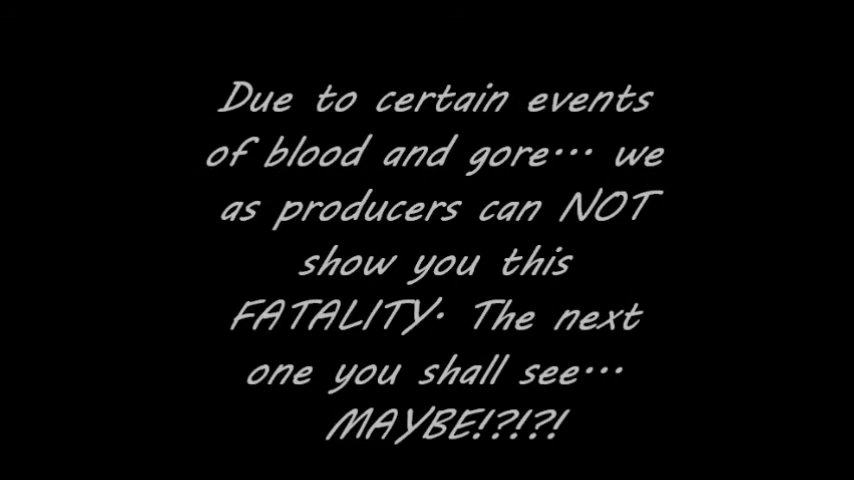 Due to certain events
of blood and gore... we
as producers can NOT
show you this
FATALITY. The next
one you shall see...
MAYBE!?!?!